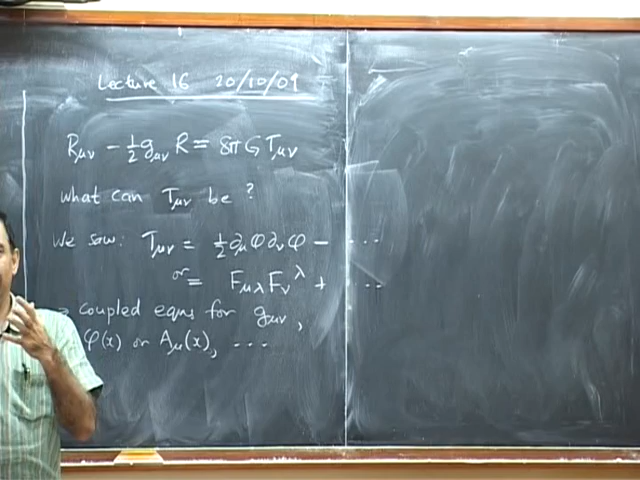 Lecture 16 20/10/09
Rμν − ½ gμν R = 8π G Tμν
what can Tμν be ?
We saw: Tμν = ½ ∂μφ ∂νφ − ...
or = Fμλ Fν^λ + ..
→ coupled eqns for gμν ,
φ(x) or Aμ(x), ...